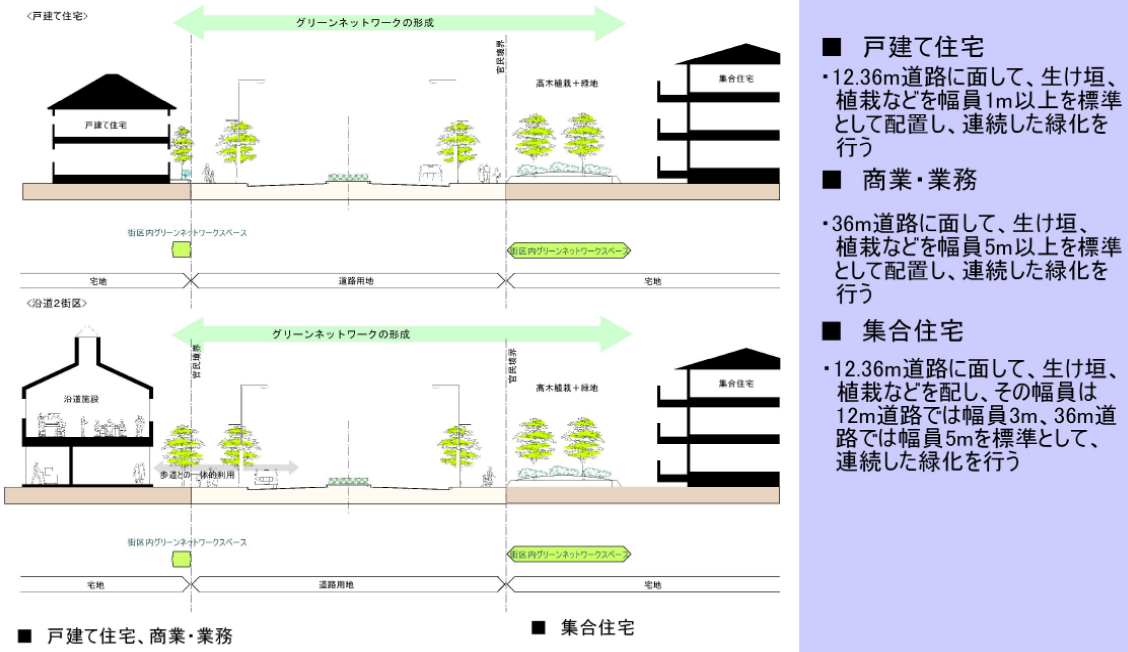 〈戸建て住宅〉
グリーンネットワークの形成
官民境界
高木植栽+緑地
集合住宅
戸建て住宅
街区内グリーンネットワークスペース
街区内グリーンネットワークスペース
宅地
道路用地
宅地
〈沿道2街区〉
グリーンネットワークの形成
官民境界
官民境界
高木植栽+緑地
集合住宅
沿道施設
歩道との一体的利用
街区内グリーンネットワークスペース
街区内グリーンネットワークスペース
宅地
道路用地
宅地
■ 戸建て住宅、商業・業務
■ 集合住宅
■ 戸建て住宅
・12.36m道路に面して、生け垣、
植栽などを幅員1m以上を標準
として配置し、連続した緑化を
行う
■ 商業・業務
・36m道路に面して、生け垣、
植栽などを幅員5m以上を標準
として配置し、連続した緑化を
行う
■ 集合住宅
・12.36m道路に面して、生け垣、
植栽などを配し、その幅員は
12m道路では幅員3m、36m道
路では幅員5mを標準として、
連続した緑化を行う